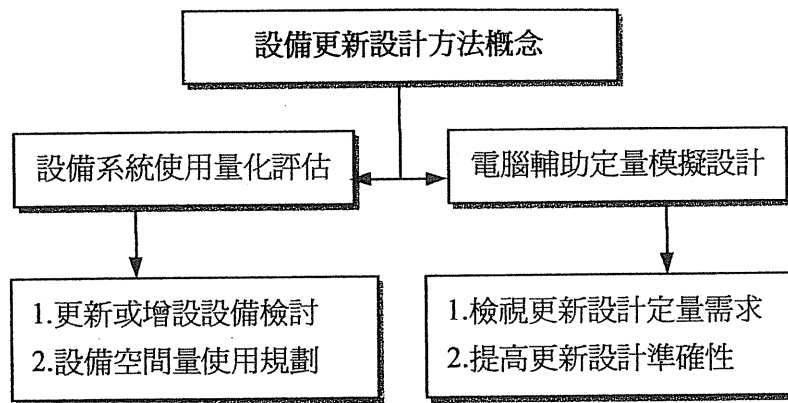 設備更新設計方法概念
設備系統使用量化評估
電腦輔助定量模擬設計
1.更新或增設設備檢討
2.設備空間量使用規劃
1.檢視更新設計定量需求
2.提高更新設計準確性